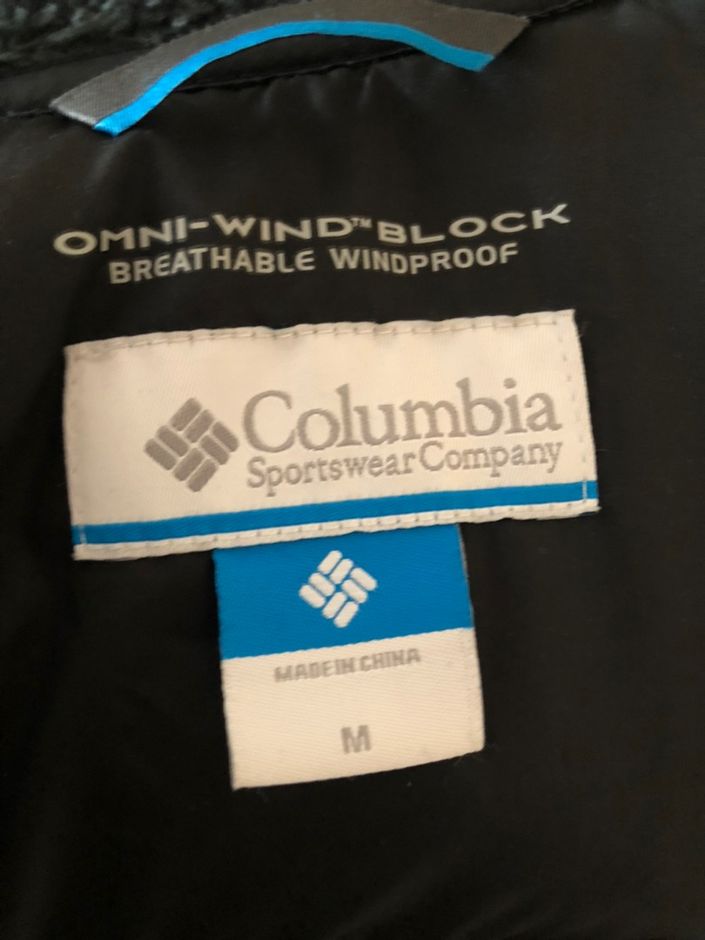 OMNI-WIND™ BLOCK
BREATHABLE WINDPROOF
Columbia
Sportswear Company
MADE IN CHINA
M